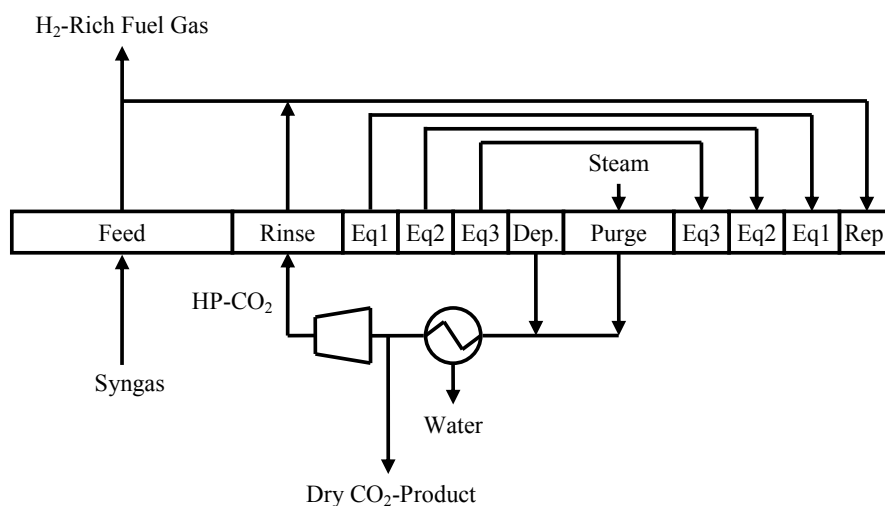 H₂-Rich Fuel Gas
Steam
Feed Rinse Eq1 Eq2 Eq3 Dep. Purge Eq3 Eq2 Eq1 Rep.
HP-CO₂
Syngas
Water
Dry CO₂-Product